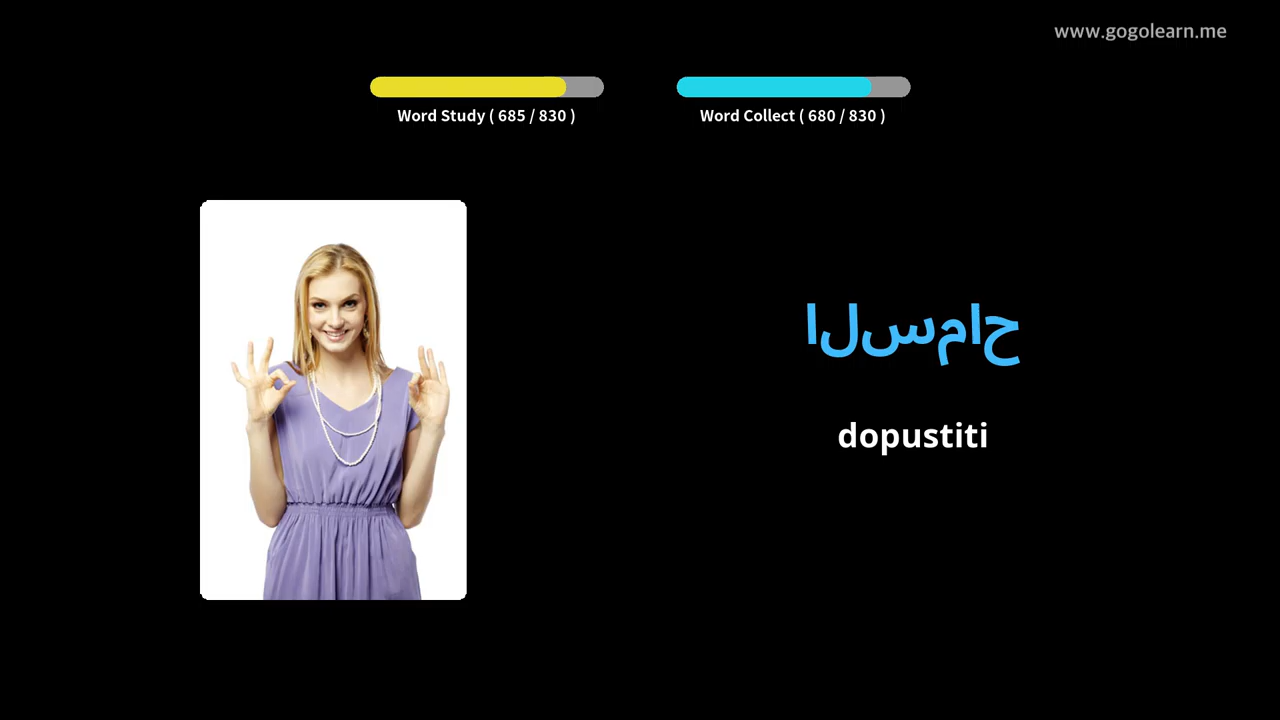 www.gogolearn.me
Word Study ( 685 / 830 )
Word Collect ( 680 / 830 )
السماح
dopustiti